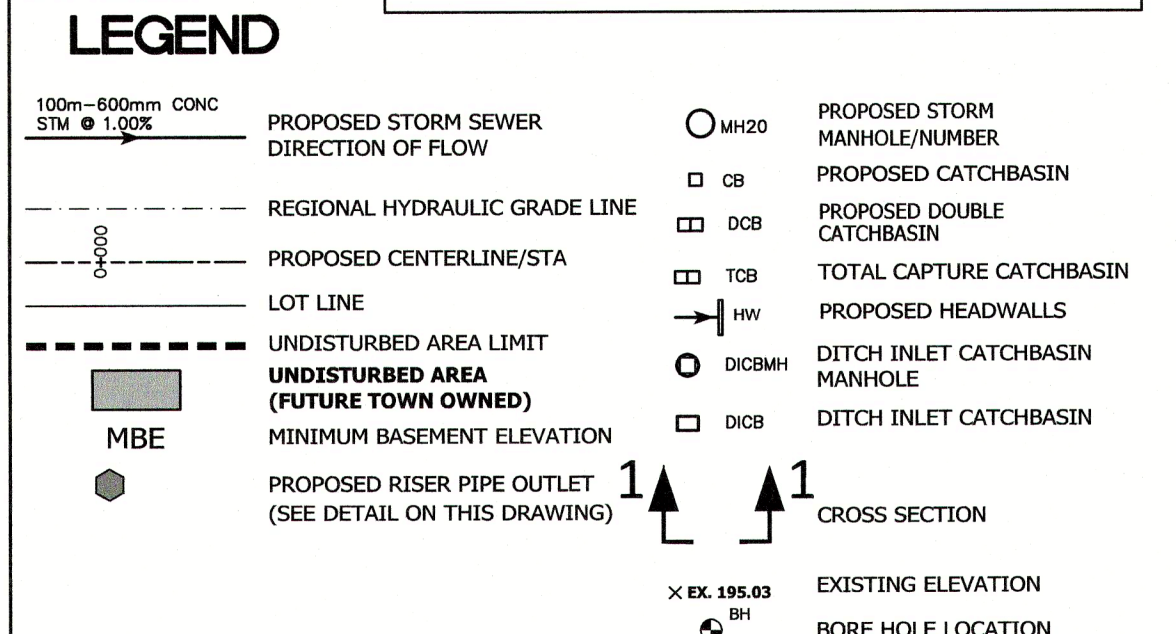 LEGEND
100m-600mm CONC
STM @ 1.00%
PROPOSED STORM SEWER
DIRECTION OF FLOW
REGIONAL HYDRAULIC GRADE LINE
0+000
PROPOSED CENTERLINE/STA
LOT LINE
UNDISTURBED AREA LIMIT
UNDISTURBED AREA
(FUTURE TOWN OWNED)
MBE
MINIMUM BASEMENT ELEVATION
PROPOSED RISER PIPE OUTLET
(SEE DETAIL ON THIS DRAWING)
MH20
PROPOSED STORM
MANHOLE/NUMBER
CB
PROPOSED CATCHBASIN
DCB
PROPOSED DOUBLE
CATCHBASIN
TCB
TOTAL CAPTURE CATCHBASIN
HW
PROPOSED HEADWALLS
DICBMH
DITCH INLET CATCHBASIN
MANHOLE
DICB
DITCH INLET CATCHBASIN
1 1
CROSS SECTION
× EX. 195.03
EXISTING ELEVATION
BH
BORE HOLE LOCATION